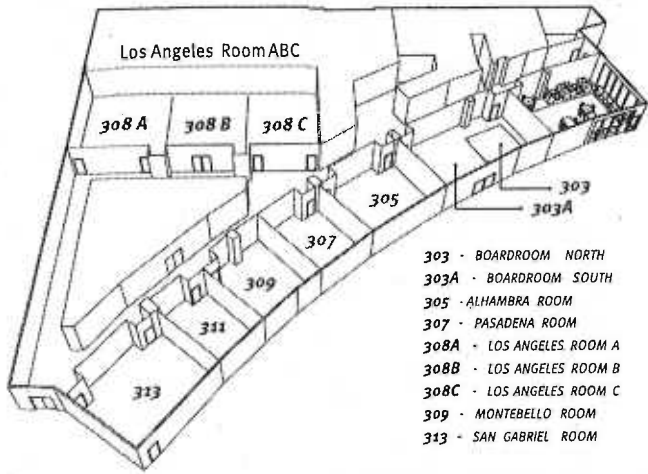 Los Angeles Room ABC
308 A
308 B
308 C
305
303
303A
307
309
311
313
303 - BOARDROOM NORTH
303A - BOARDROOM SOUTH
305 - ALHAMBRA ROOM
307 - PASADENA ROOM
308A - LOS ANGELES ROOM A
308B - LOS ANGELES ROOM B
308C - LOS ANGELES ROOM C
309 - MONTEBELLO ROOM
313 - SAN GABRIEL ROOM